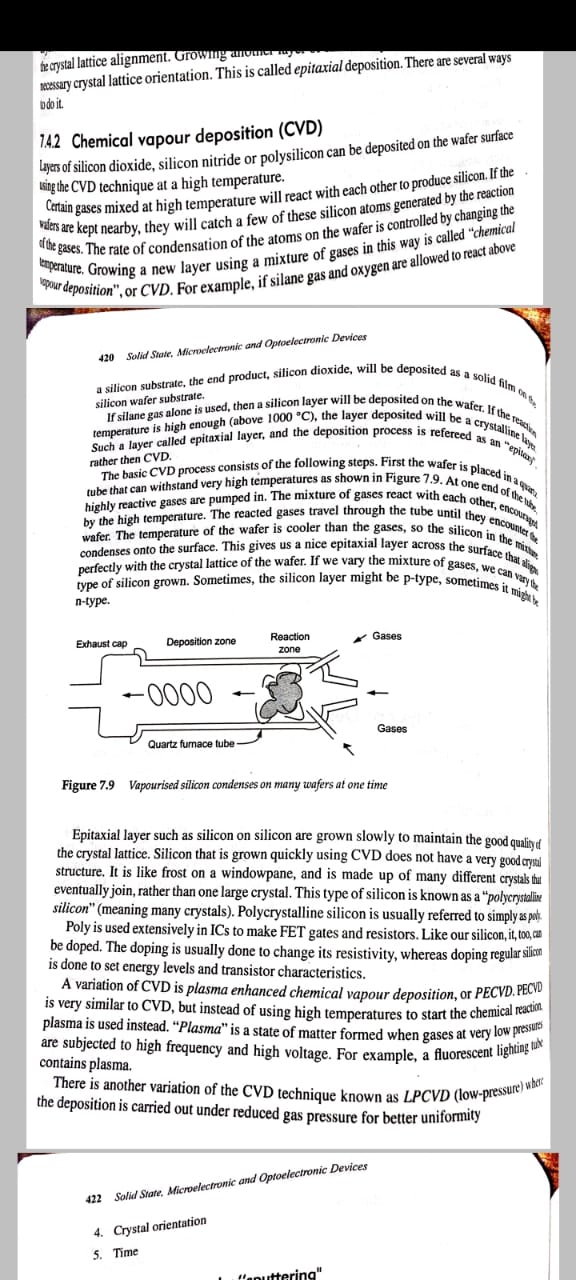 the crystal lattice alignment. Growing another layer
necessary crystal lattice orientation. This is called epitaxial deposition. There are several ways
to do it.
7.4.2 Chemical vapour deposition (CVD)
Layers of silicon dioxide, silicon nitride or polysilicon can be deposited on the wafer surface
using the CVD technique at a high temperature.
Certain gases mixed at high temperature will react with each other to produce silicon. If the
wafers are kept nearby, they will catch a few of these silicon atoms generated by the reaction
of the gases. The rate of condensation of the atoms on the wafer is controlled by changing the
temperature. Growing a new layer using a mixture of gases in this way is called "chemical
vapour deposition", or CVD. For example, if silane gas and oxygen are allowed to react above
420 Solid State, Microelectronic and Optoelectronic Devices
a silicon substrate, the end product, silicon dioxide, will be deposited as a solid film on the
silicon wafer substrate.
If silane gas alone is used, then a silicon layer will be deposited on the wafer. If the reaction
temperature is high enough (above 1000 °C), the layer deposited will be a crystalline layer.
Such a layer called epitaxial layer, and the deposition process is refereed as an "epitaxy",
rather then CVD.
The basic CVD process consists of the following steps. First the wafer is placed in a quartz
tube that can withstand very high temperatures as shown in Figure 7.9. At one end of the tube,
highly reactive gases are pumped in. The mixture of gases react with each other, encouraged
by the high temperature. The reacted gases travel through the tube until they encounter the
wafer. The temperature of the wafer is cooler than the gases, so the silicon in the mixture
condenses onto the surface. This gives us a nice epitaxial layer across the surface that aligns
perfectly with the crystal lattice of the wafer. If we vary the mixture of gases, we can vary the
type of silicon grown. Sometimes, the silicon layer might be p-type, sometimes it might be
n-type.
Exhaust cap
Deposition zone
Reaction
zone
Gases
Gases
Quartz furnace tube
Figure 7.9 Vapourised silicon condenses on many wafers at one time
Epitaxial layer such as silicon on silicon are grown slowly to maintain the good quality of
the crystal lattice. Silicon that is grown quickly using CVD does not have a very good crystal
structure. It is like frost on a windowpane, and is made up of many different crystals that
eventually join, rather than one large crystal. This type of silicon is known as a "polycrystalline
silicon" (meaning many crystals). Polycrystalline silicon is usually referred to simply as poly.
Poly is used extensively in ICs to make FET gates and resistors. Like our silicon, it, too, can
be doped. The doping is usually done to change its resistivity, whereas doping regular silicon
is done to set energy levels and transistor characteristics.
A variation of CVD is plasma enhanced chemical vapour deposition, or PECVD. PECVD
is very similar to CVD, but instead of using high temperatures to start the chemical reaction,
plasma is used instead. "Plasma" is a state of matter formed when gases at very low pressures
are subjected to high frequency and high voltage. For example, a fluorescent lighting tube
contains plasma.
There is another variation of the CVD technique known as LPCVD (low-pressure) where
the deposition is carried out under reduced gas pressure for better uniformity
422 Solid State, Microelectronic and Optoelectronic Devices
4. Crystal orientation
5. Time
"sputtering"